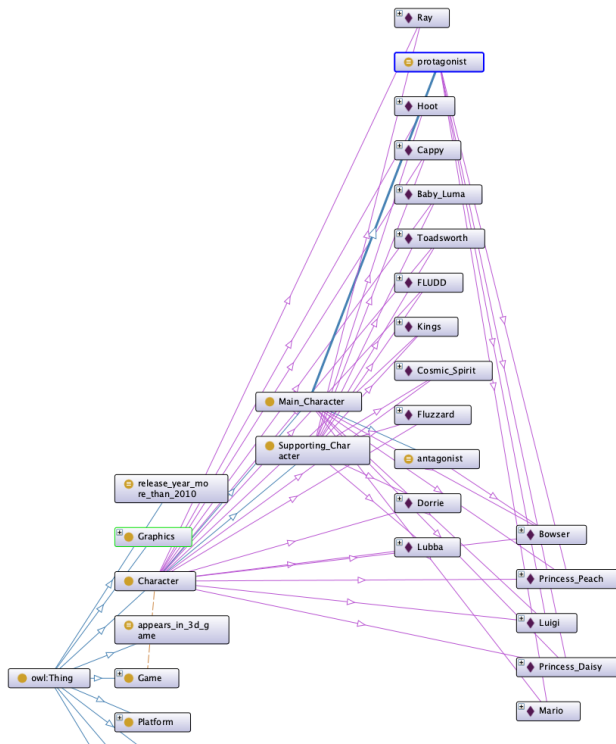 Ray
protagonist
Hoot
Cappy
Baby_Luma
Toadsworth
FLUDD
Kings
Cosmic_Spirit
Main_Character
Fluzzard
Supporting_Char
acter
antagonist
release_year_mo
re_than_2010
Dorrie
Graphics
Bowser
Lubba
Character
Princess_Peach
appears_in_3d_g
ame
Luigi
owl:Thing
Game
Princess_Daisy
Mario
Platform